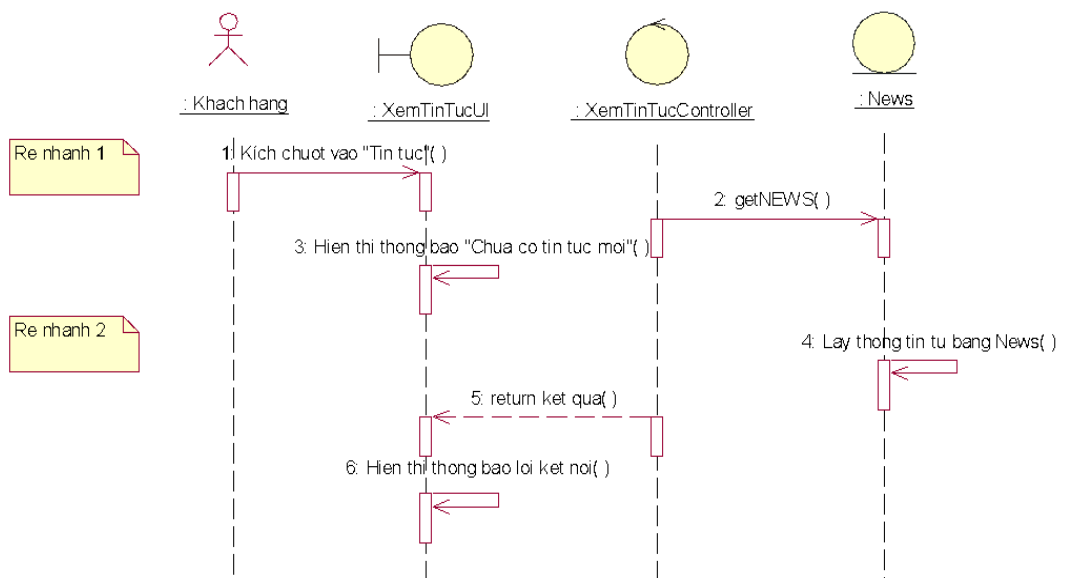 : Khach hang
: XemTinTucUI
: XemTinTucController
: News
Re nhanh 1
1: Kích chuot vao "Tin tuc"( )
2: getNEWS( )
3: Hien thi thong bao "Chua co tin tuc moi"( )
Re nhanh 2
4: Lay thong tin tu bang News( )
5: return ket qua( )
6: Hien thi thong bao loi ket noi( )